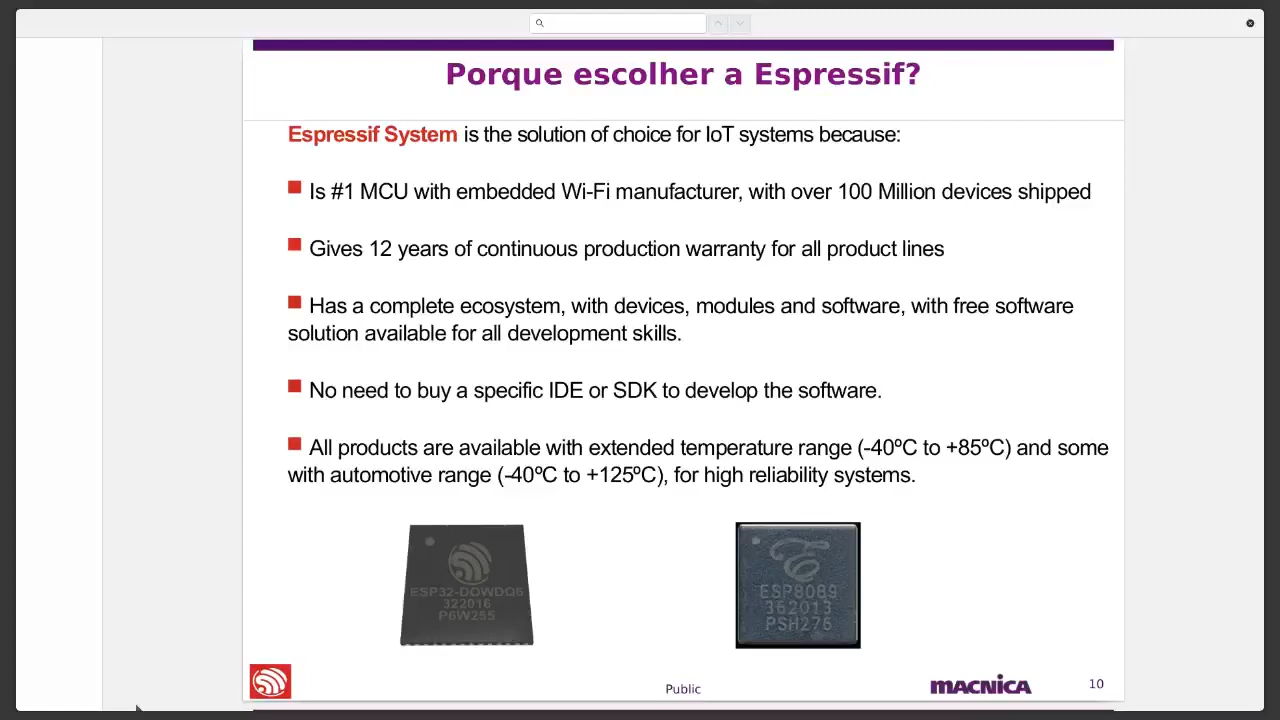 Porque escolher a Espressif?
Espressif System is the solution of choice for IoT systems because:
Is #1 MCU with embedded Wi-Fi manufacturer, with over 100 Million devices shipped
Gives 12 years of continuous production warranty for all product lines
Has a complete ecosystem, with devices, modules and software, with free software
solution available for all development skills.
No need to buy a specific IDE or SDK to develop the software.
All products are available with extended temperature range (-40ºC to +85ºC) and some
with automotive range (-40ºC to +125ºC), for high reliability systems.
ESP32-D0WDQ6
322016
P6W255
ESP8089
362013
PSH276
Public
MACNICA
10